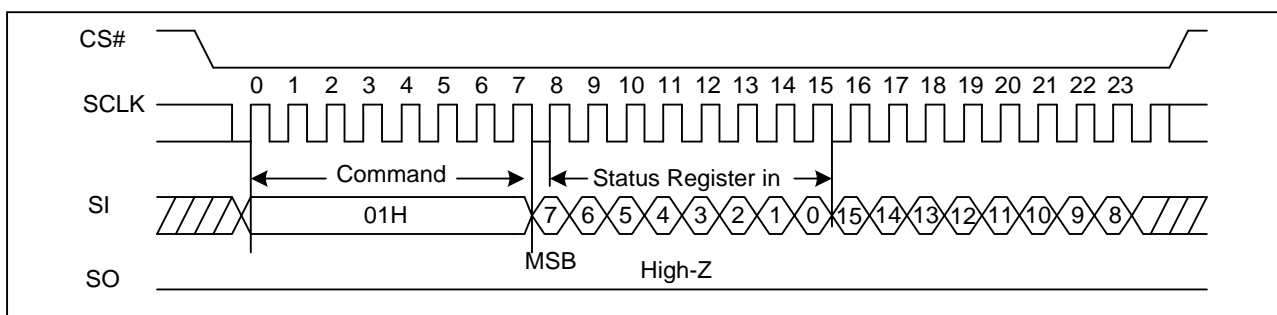 CS#
0 1 2 3 4 5 6 7 8 9 10 11 12 13 14 15 16 17 18 19 20 21 22 23
SCLK
Command Status Register in
SI 01H 7 6 5 4 3 2 1 0 15 14 13 12 11 10 9 8
MSB High-Z
SO